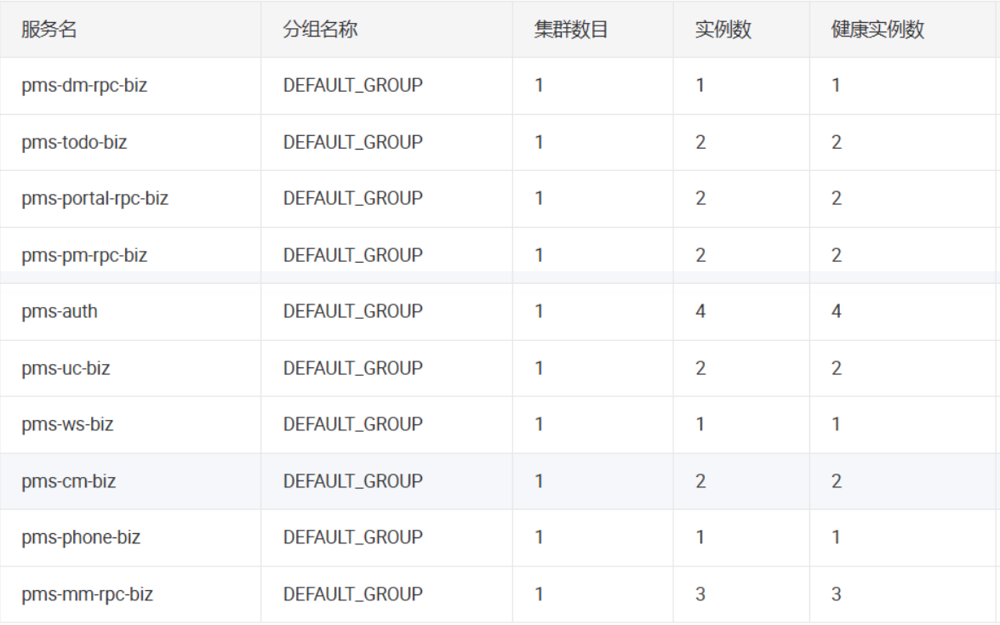 服务名 分组名称 集群数目 实例数 健康实例数
pms-dm-rpc-biz DEFAULT_GROUP 1 1 1
pms-todo-biz DEFAULT_GROUP 1 2 2
pms-portal-rpc-biz DEFAULT_GROUP 1 2 2
pms-pm-rpc-biz DEFAULT_GROUP 1 2 2
pms-auth DEFAULT_GROUP 1 4 4
pms-uc-biz DEFAULT_GROUP 1 2 2
pms-ws-biz DEFAULT_GROUP 1 1 1
pms-cm-biz DEFAULT_GROUP 1 2 2
pms-phone-biz DEFAULT_GROUP 1 1 1
pms-mm-rpc-biz DEFAULT_GROUP 1 3 3